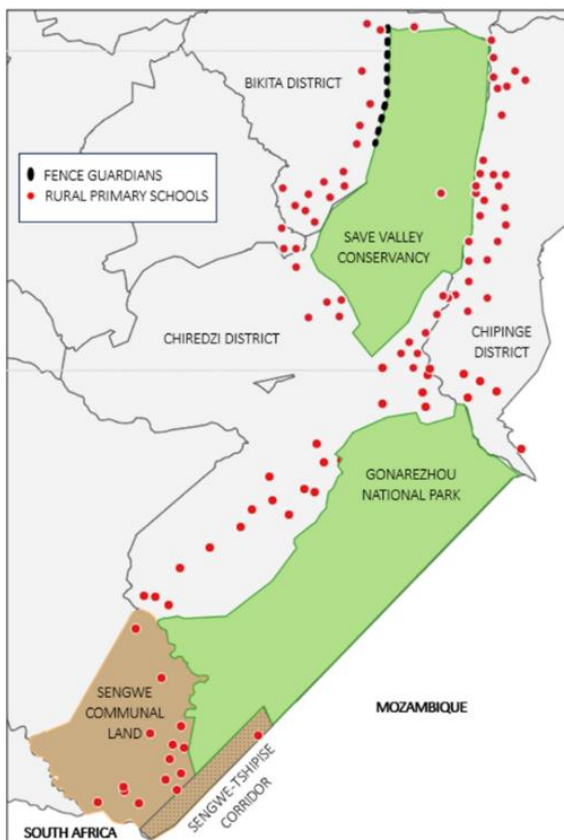 BIKITA DISTRICT
FENCE GUARDIANS
RURAL PRIMARY SCHOOLS
SAVE VALLEY
CONSERVANCY
CHIREDZI DISTRICT
CHIPINGE
DISTRICT
GONAREZHOU
NATIONAL PARK
SENGWE
COMMUNAL
LAND
MOZAMBIQUE
SENGWE-TSHIPISE
CORRIDOR
SOUTH AFRICA